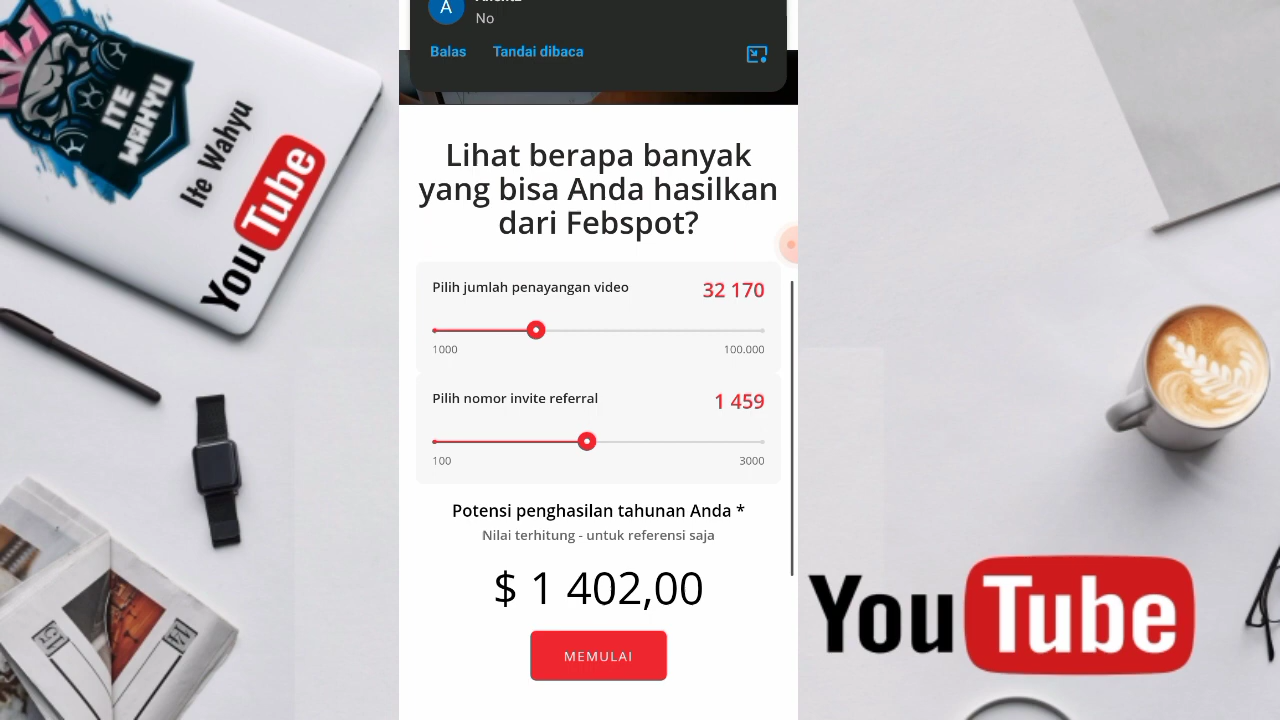 A
No
Balas
Tandai dibaca
ITE
WAHYU
Ite Wahyu
YouTube
Lihat berapa banyak
yang bisa Anda hasilkan
dari Febspot?
Pilih jumlah penayangan video
32 170
1000
100.000
Pilih nomor invite referral
1 459
100
3000
Potensi penghasilan tahunan Anda *
Nilai terhitung - untuk referensi saja
$ 1 402,00
MEMULAI
YouTube